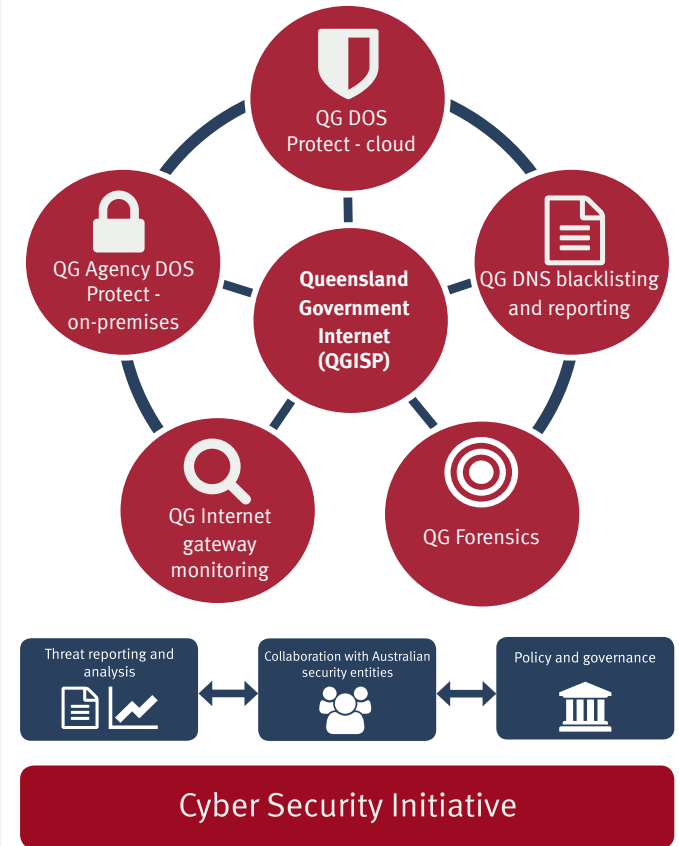 QG DOS
Protect - cloud
QG Agency DOS
Protect -
on-premises
Queensland
Government
Internet
(QGISP)
QG DNS blacklisting
and reporting
QG Internet
gateway
monitoring
QG Forensics
Threat reporting and
analysis
Collaboration with Australian
security entities
Policy and governance
Cyber Security Initiative